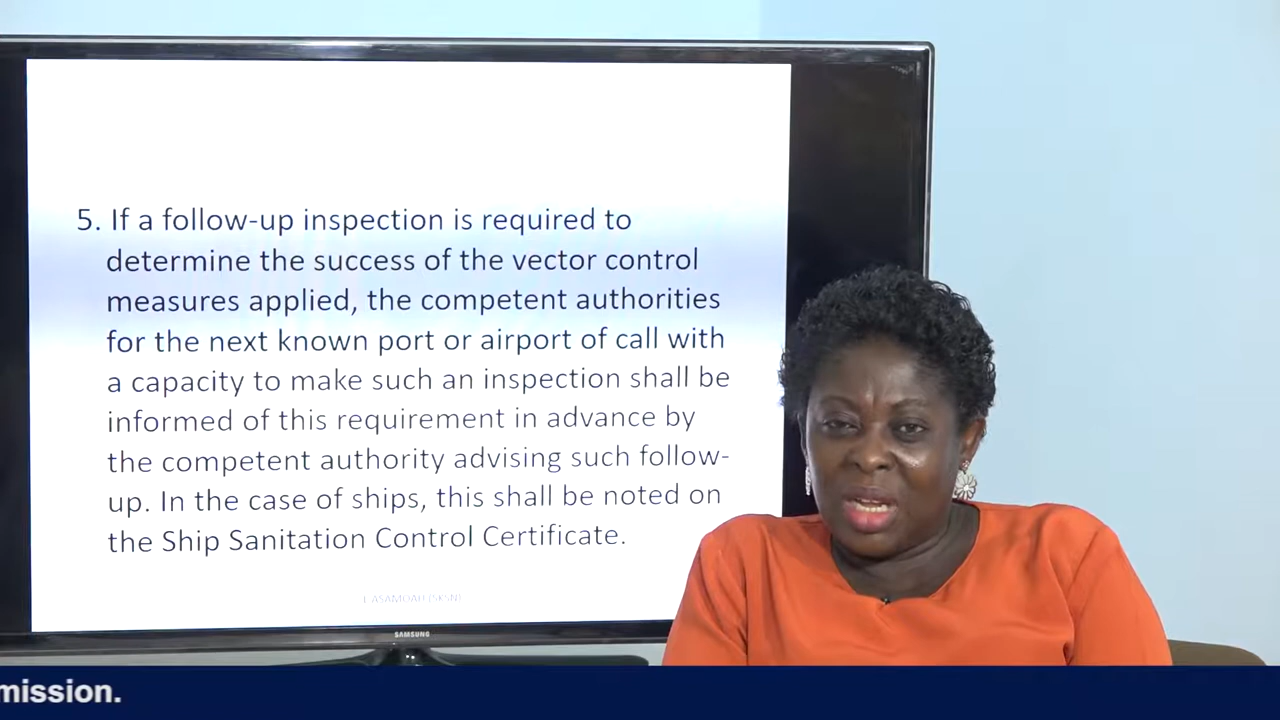 5. If a follow-up inspection is required to
determine the success of the vector control
measures applied, the competent authorities
for the next known port or airport of call with
a capacity to make such an inspection shall be
informed of this requirement in advance by
the competent authority advising such follow-
up. In the case of ships, this shall be noted on
the Ship Sanitation Control Certificate.
ASAMOAH (SKSN)
SAMSUNG
mission.